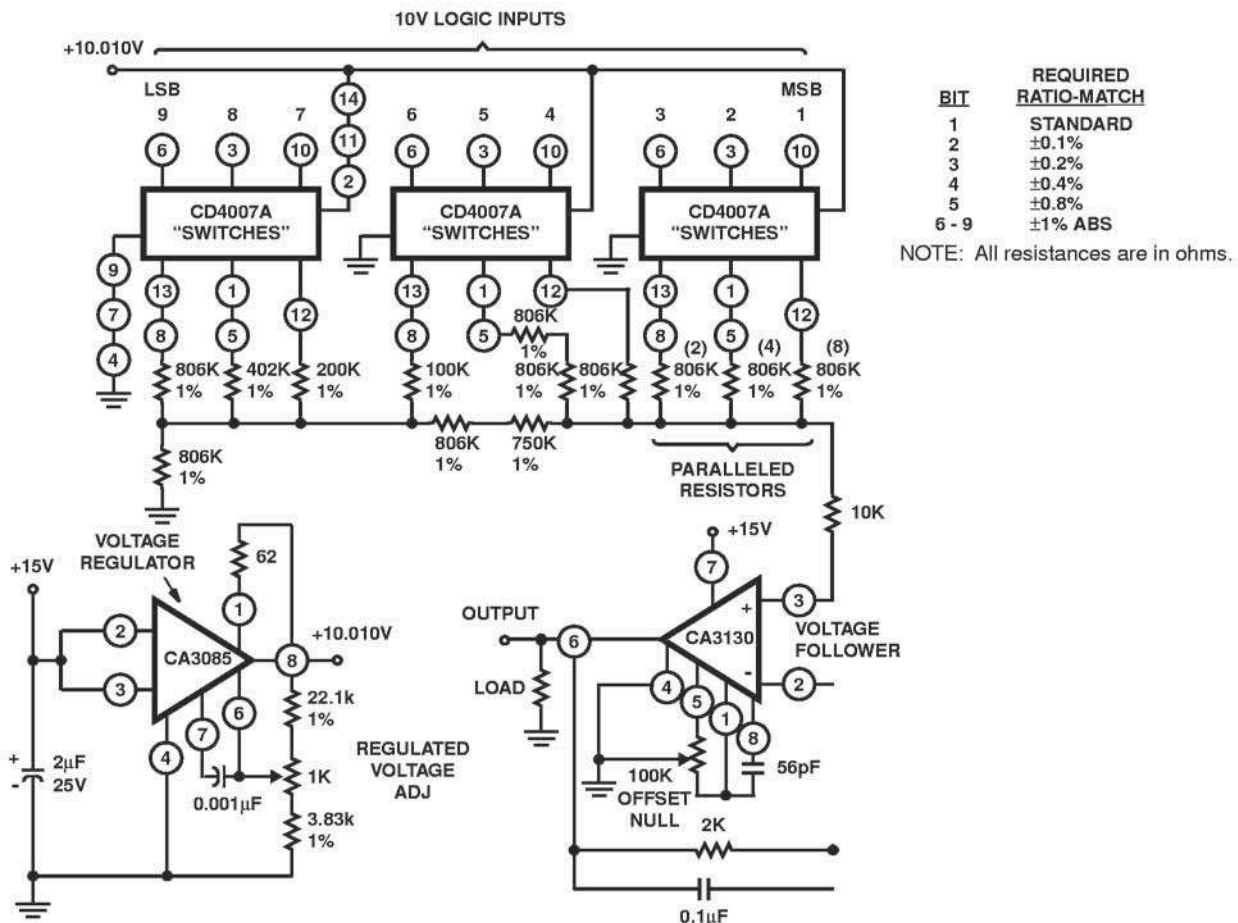 10V LOGIC INPUTS
+10.010V
LSB
MSB
9 8 7 6 5 4 3 2 1
14
11
2
6 3 10 6 3 10 6 3 10
CD4007A
“SWITCHES”
CD4007A
“SWITCHES”
CD4007A
“SWITCHES”
9
7
4
13 1 12 13 1 12 13 1 12
8 5 8 5 8 5
806K
1%
402K
1%
200K
1%
100K
1%
806K
1%
806K
1%
806K
1%
(2)
806K
1%
(4)
806K
1%
(8)
806K
1%
806K
1%
750K
1%
806K
1%
PARALLELED
RESISTORS
10K
BIT
REQUIRED
RATIO-MATCH
1 STANDARD
2 ±0.1%
3 ±0.2%
4 ±0.4%
5 ±0.8%
6 - 9 ±1% ABS
NOTE: All resistances are in ohms.
VOLTAGE
REGULATOR
+15V
62
1
2
3
CA3085
8
+10.010V
22.1k
1%
7
6
4
+
-
2µF
25V
0.001µF
1K
REGULATED
VOLTAGE
ADJ
3.83k
1%
+15V
7
OUTPUT
6
LOAD
CA3130
+
-
3
VOLTAGE
FOLLOWER
2
4
5
1
8
56pF
100K
OFFSET
NULL
2K
0.1µF